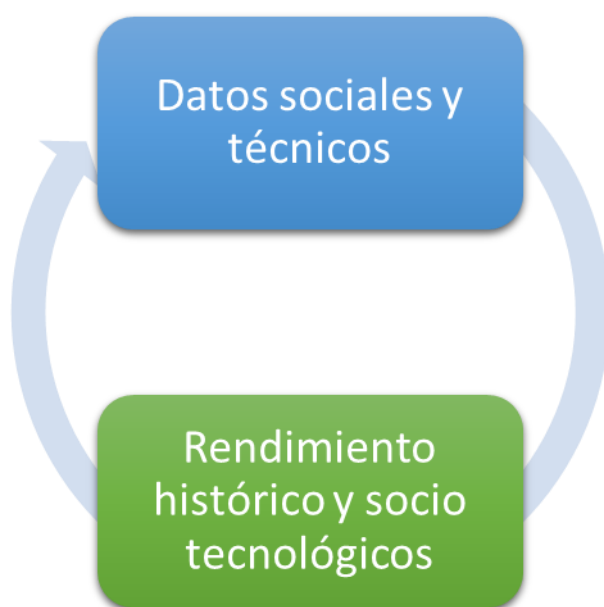 Datos sociales y
técnicos
Rendimiento
histórico y socio
tecnológicos